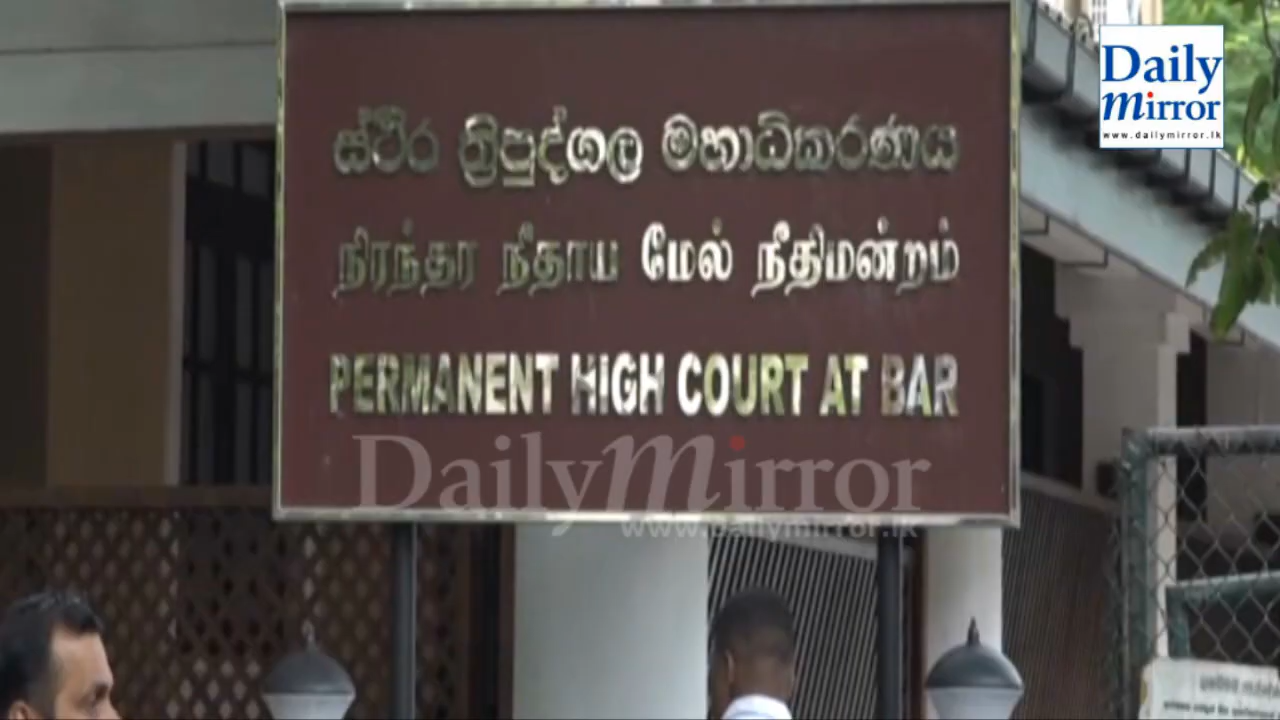 ස්ථිර ත්‍රිපුද්ගල මහාධිකරණය
நிரந்தர நீதாய மேல் நீதிமன்றம்
PERMANENT HIGH COURT AT BAR
Daily Mirror
www.dailymirror.lk
Daily
Mirror
www.dailymirror.lk